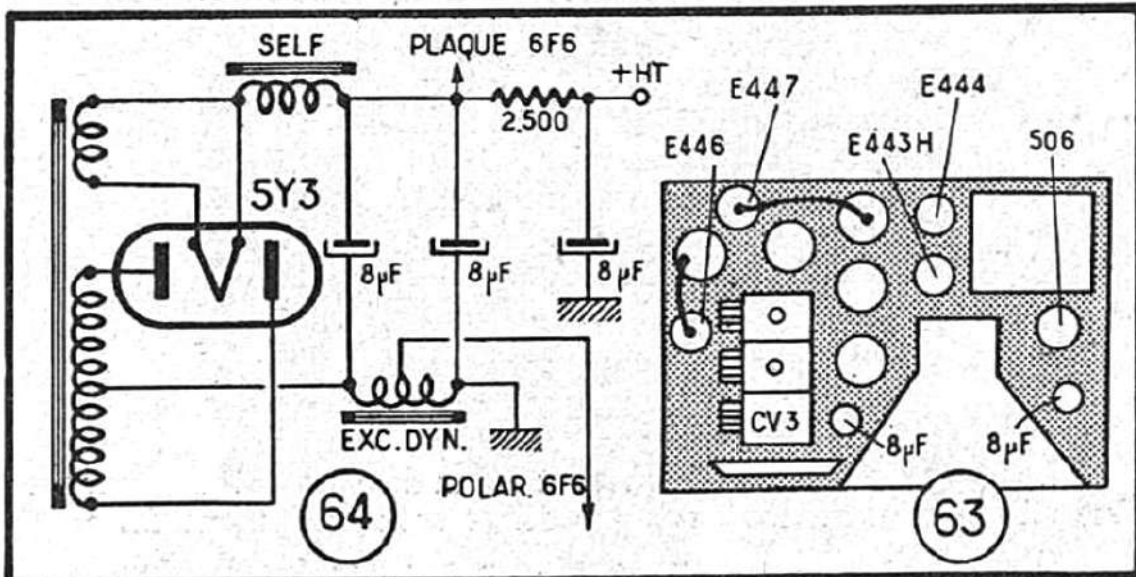 SELF
PLAQUE 6F6
+HT
2.500
5Y3
8µF
8µF
8µF
EXC.DYN.
POLAR. 6F6
64
E447
E444
E446
E443H
506
CV3
8µF
8µF
63